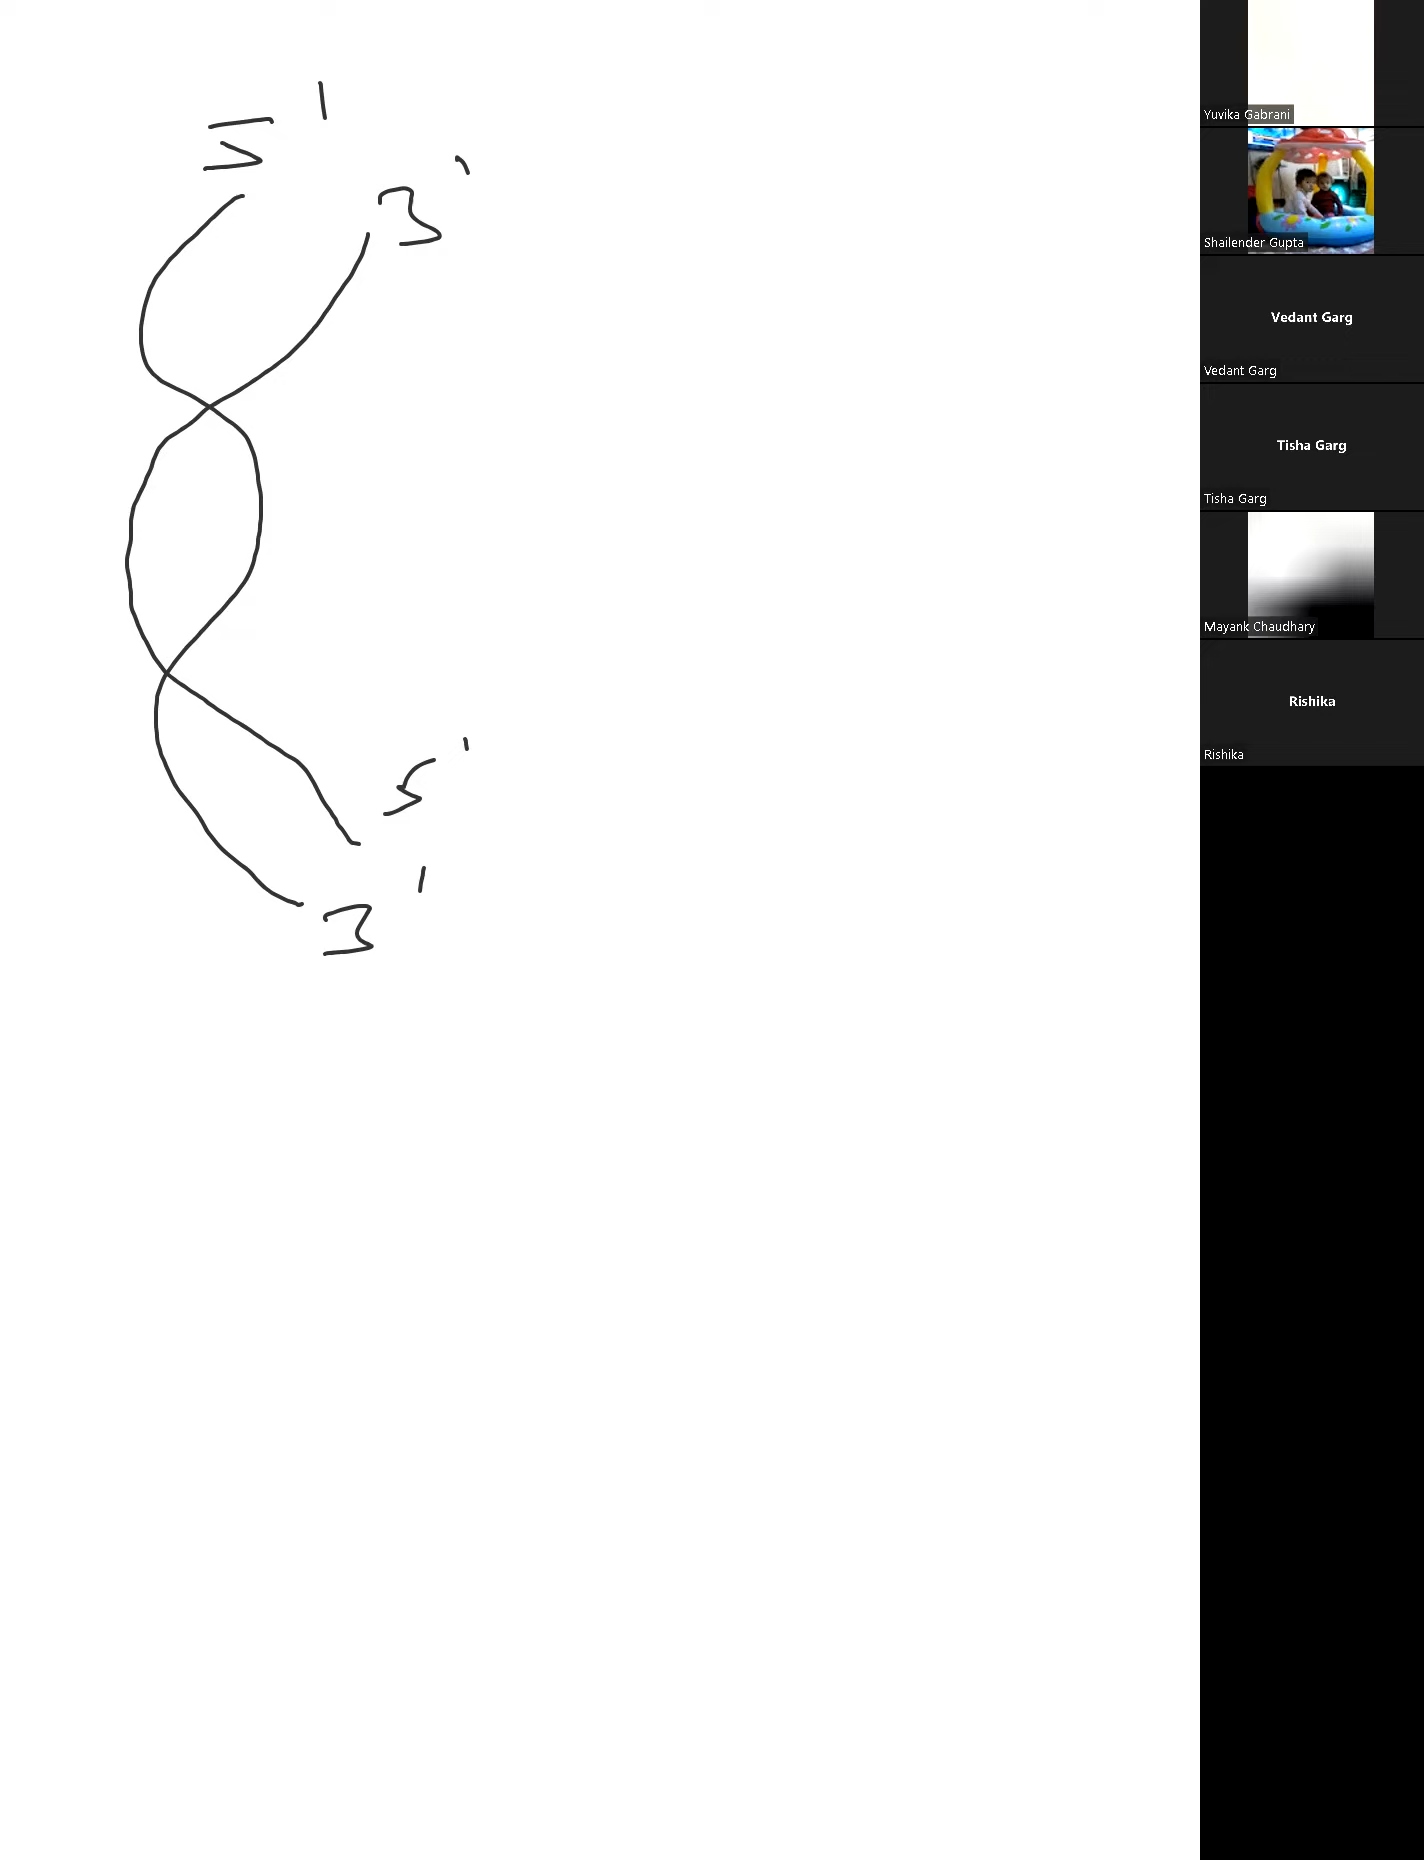 5'
3'
5'
3'
Yuvika Gabrani
Shailender Gupta
Vedant Garg
Vedant Garg
Tisha Garg
Tisha Garg
Mayank Chaudhary
Rishika
Rishika